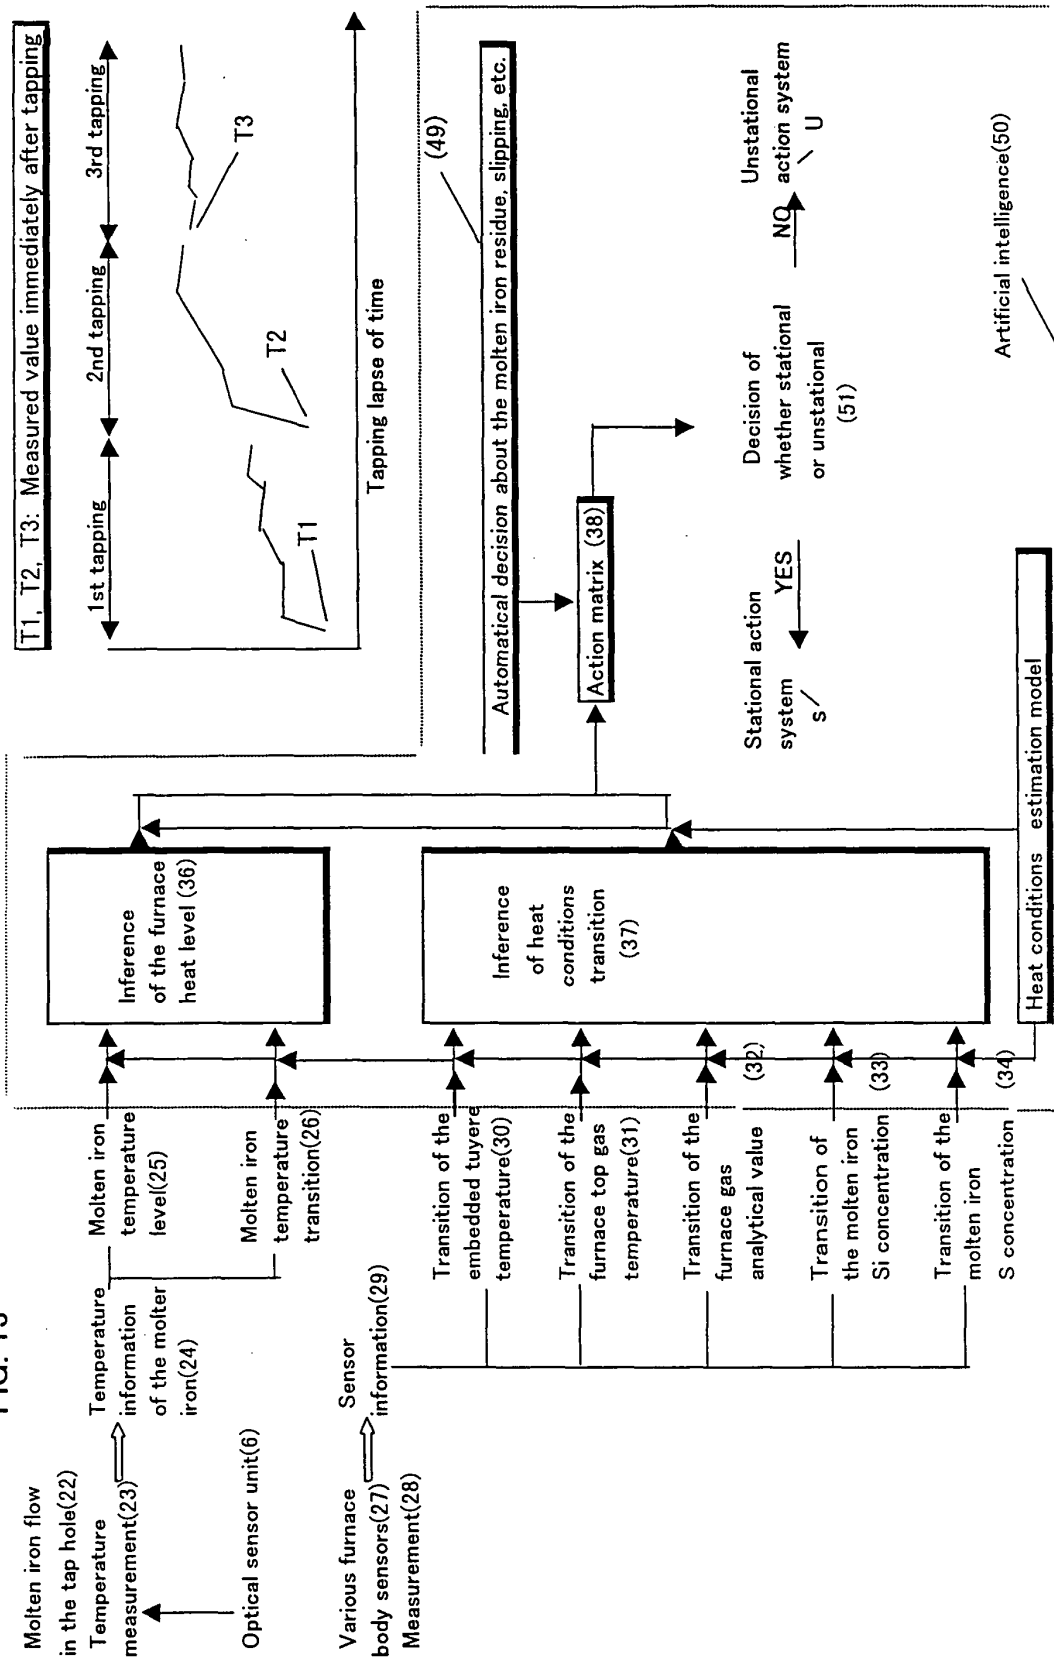 Molten iron flow
in the tap hole(22)
Temperature
measurement(23)
Optical sensor unit(6)
Various furnace
body sensors(27)
Measurement(28)
Temperature
information
of the molter
iron(24)
Sensor
information(29)
Molten iron
temperature
level(25)
Molten iron
temperature
transition(26)
Transition of the
embedded tuyere
temperature(30)
Transition of the
furnace top gas
temperature(31)
Transition of the
furnace gas
analytical value
(32)
Transition of
the molten iron
Si concentration
(33)
Transition of the
molten iron
S concentration
(34)
Inference
of the furnace
heat level (36)
Inference
of heat
conditions
transition
(37)
Heat conditions estimation model
T1, T2, T3: Measured value immediately after tapping
1st tapping
2nd tapping
3rd tapping
T1
T2
T3
Tapping lapse of time
(49)
Automatical decision about the molten iron residue, slipping, etc.
Action matrix (38)
Stational action
system
s
YES
Decision of
whether stational
or unstational
(51)
NO
Unstational
action system
U
Artificial intelligence(50)